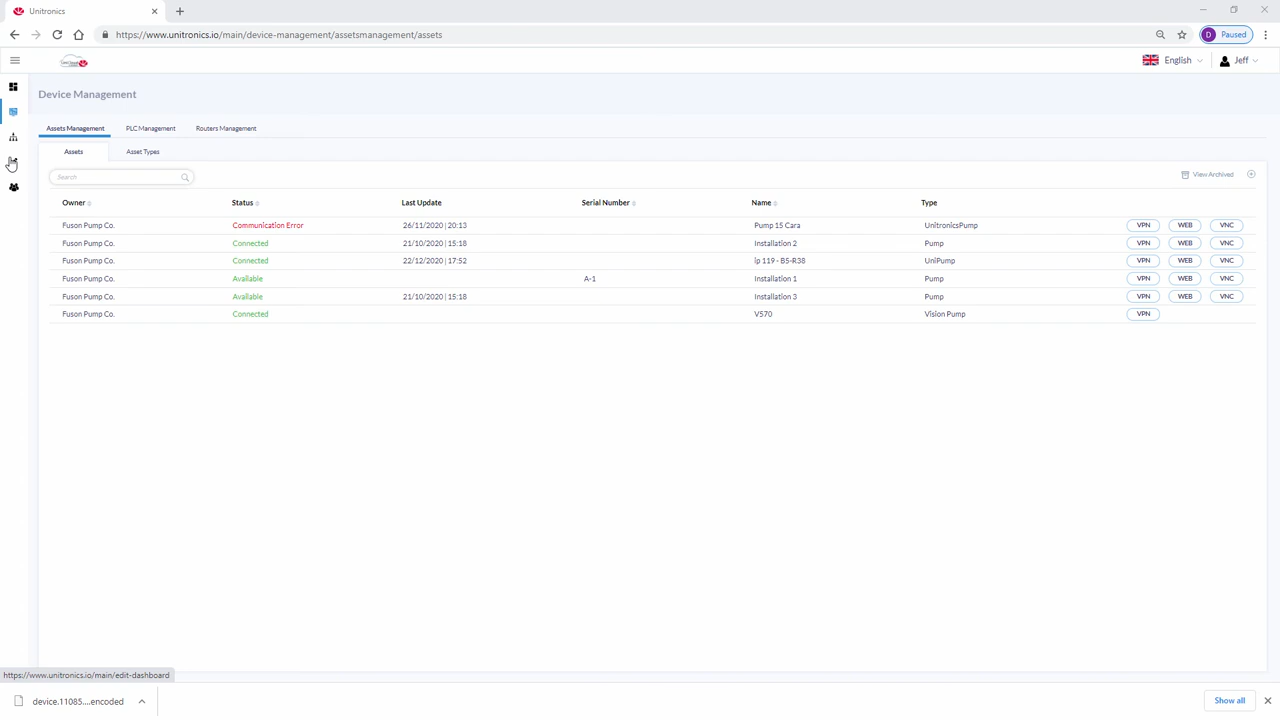 Unitronics
https://www.unitronics.io/main/device-management/assetsmanagement/assets
D Paused
English
Jeff
Device Management
Assets Management PLC Management Routers Management
Assets Asset Types
Search
View Archived
Owner Status Last Update Serial Number Name Type
Fuson Pump Co. Communication Error 26/11/2020 | 20:13 Pump 15 Cara UnitronicsPump VPN WEB VNC
Fuson Pump Co. Connected 21/10/2020 | 15:18 Installation 2 Pump VPN WEB VNC
Fuson Pump Co. Connected 22/12/2020 | 17:52 ip 119 - B5-R38 UniPump VPN WEB VNC
Fuson Pump Co. Available A-1 Installation 1 Pump VPN WEB VNC
Fuson Pump Co. Available 21/10/2020 | 15:18 Installation 3 Pump VPN WEB VNC
Fuson Pump Co. Connected V570 Vision Pump VPN
https://www.unitronics.io/main/edit-dashboard
device.11085....encoded
Show all